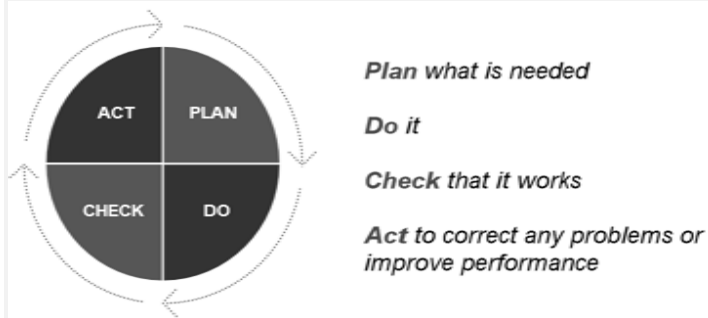 ACT
PLAN
CHECK
DO
Plan what is needed
Do it
Check that it works
Act to correct any problems or
improve performance